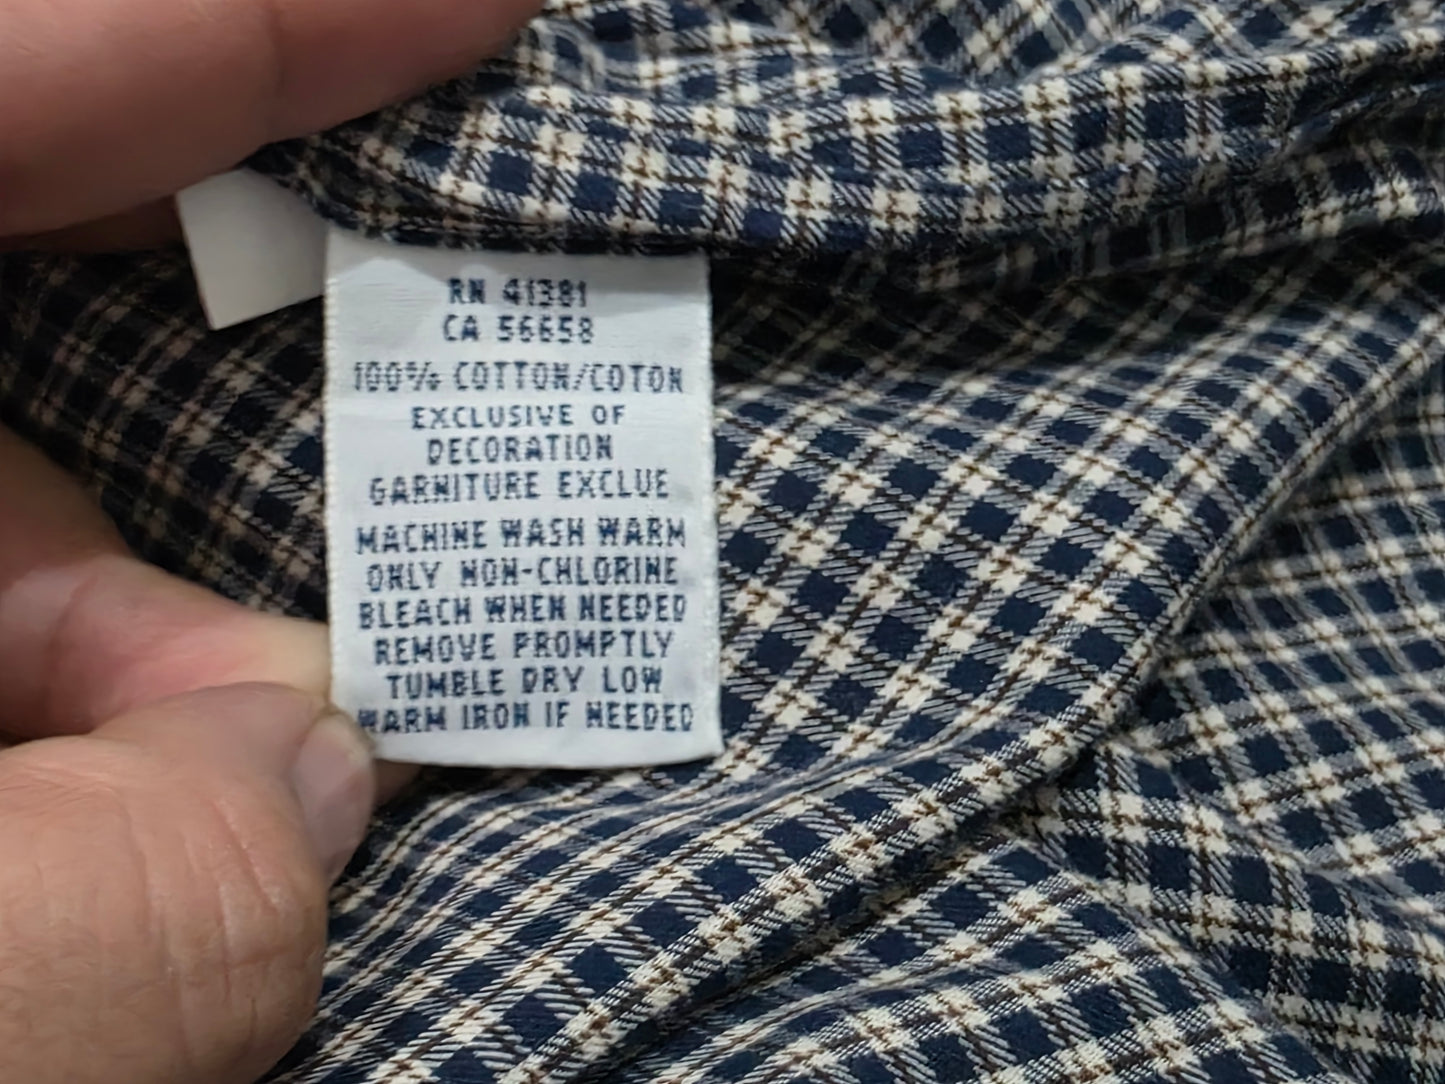 RN 41381
CA 56658
100% COTTON/COTON
EXCLUSIVE OF
DECORATION
GARNITURE EXCLUE
MACHINE WASH WARM
ONLY NON-CHLORINE
BLEACH WHEN NEEDED
REMOVE PROMPTLY
TUMBLE DRY LOW
WARM IRON IF NEEDED